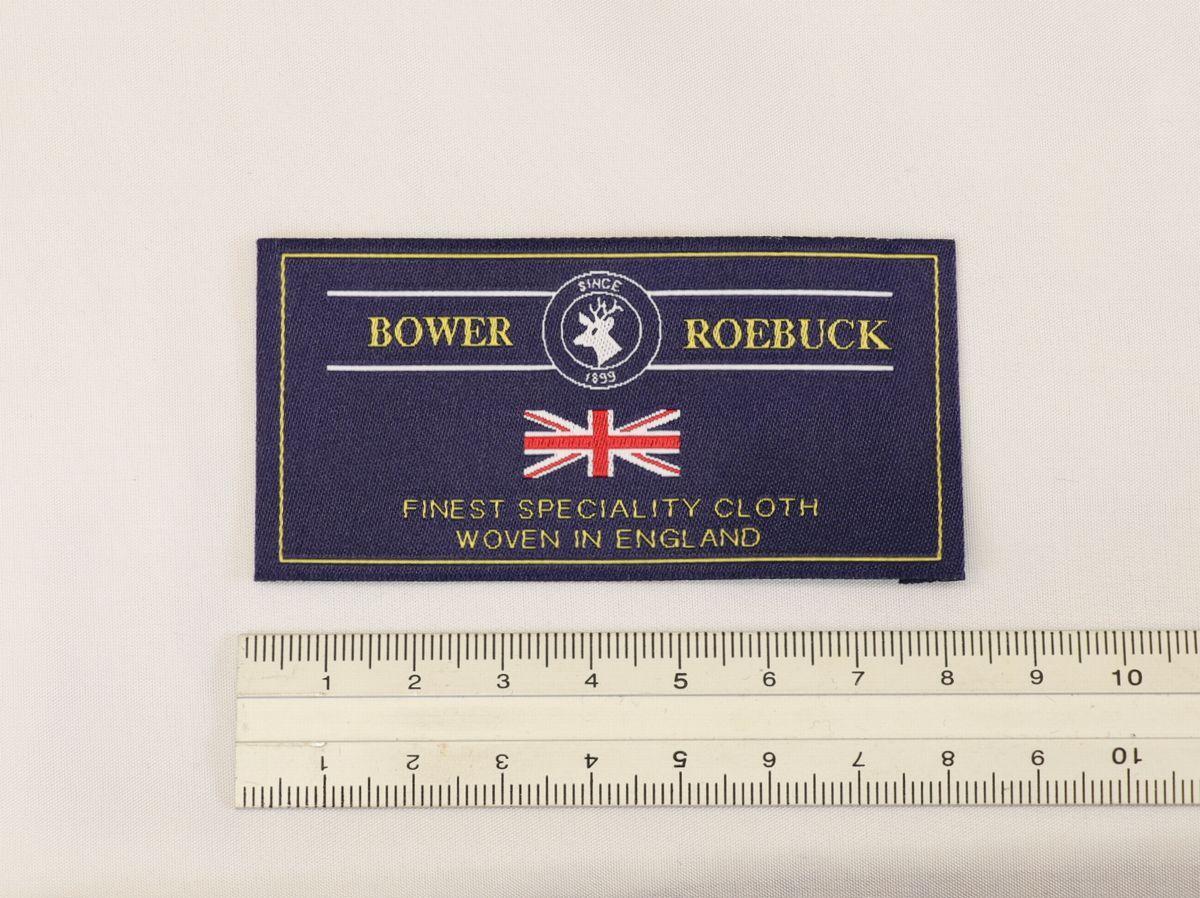 SINCE
BOWER ROEBUCK
1899
FINEST SPECIALITY CLOTH
WOVEN IN ENGLAND
1 2 3 4 5 6 7 8 9 10
1 2 3 4 5 6 7 8 9 10